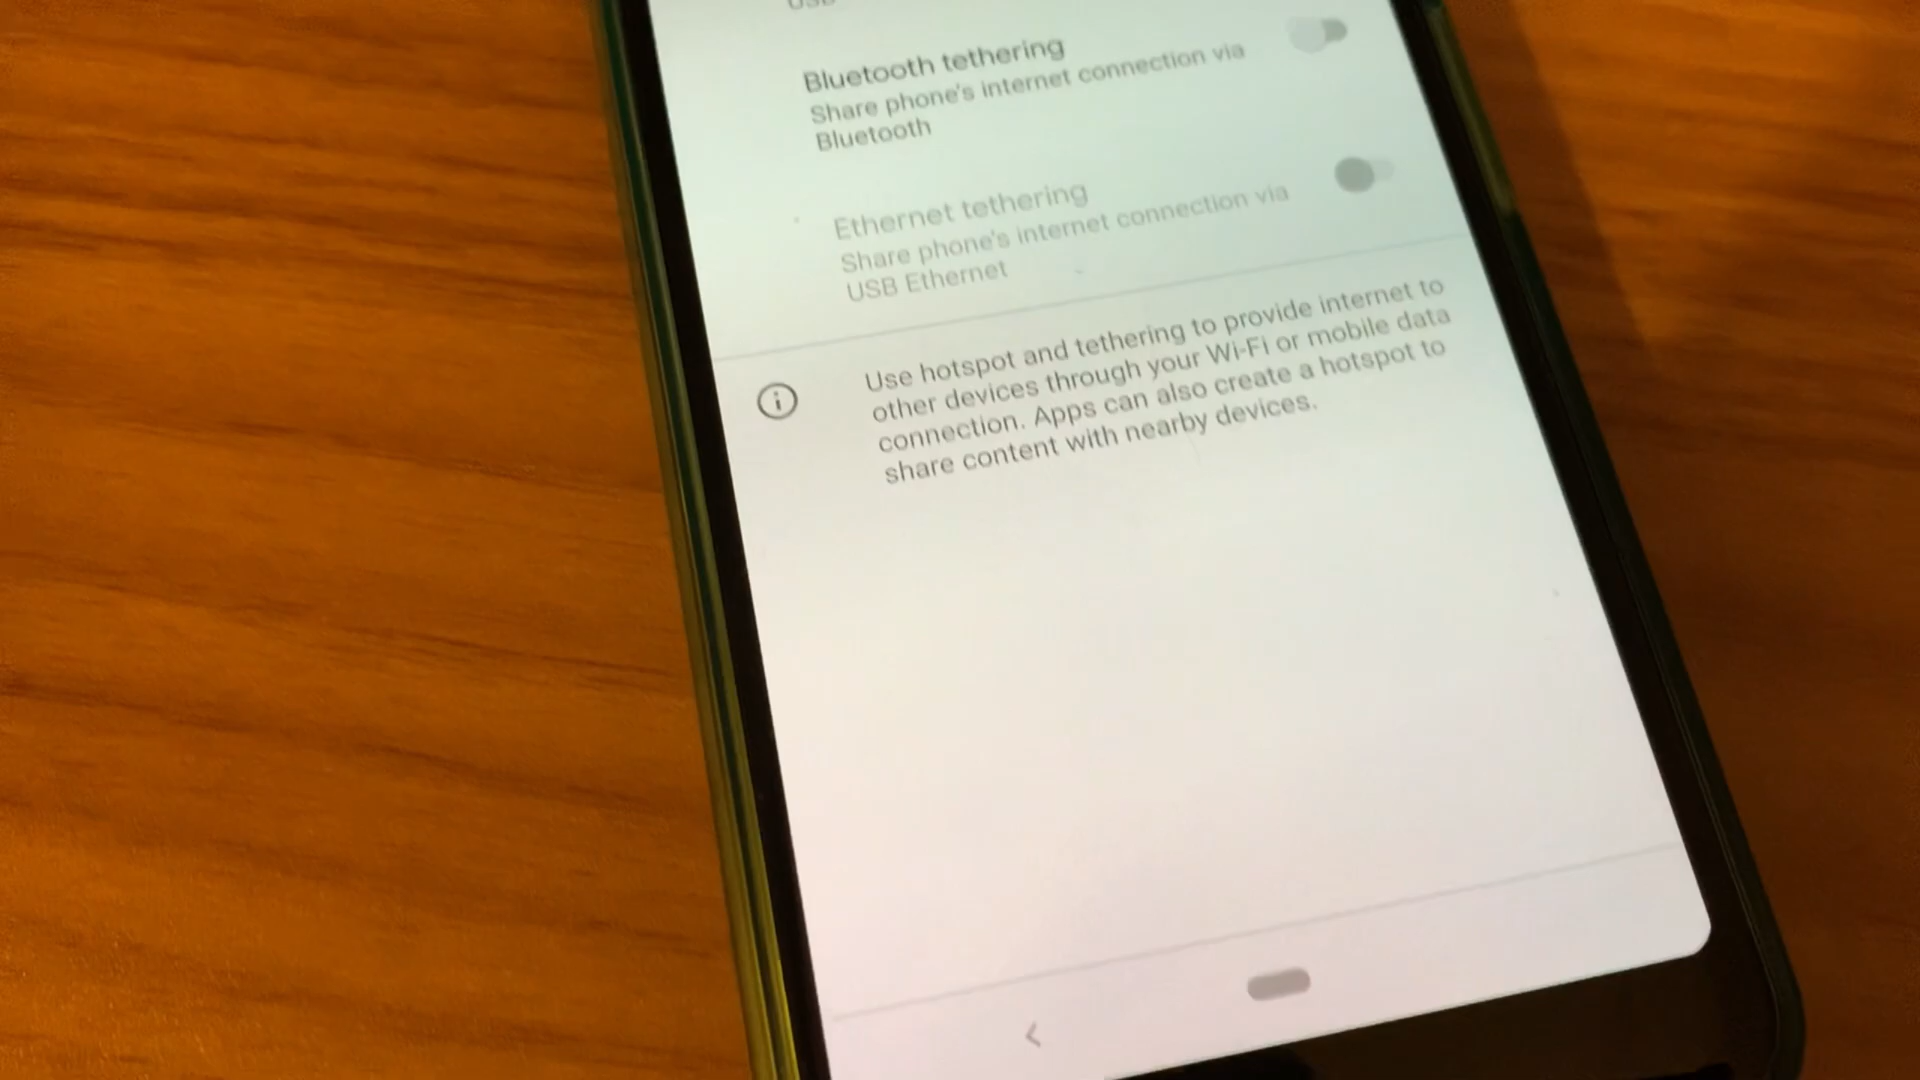 USB
Bluetooth tethering
Share phone's internet connection via
Bluetooth
Ethernet tethering
Share phone's internet connection via
USB Ethernet
Use hotspot and tethering to provide internet to
other devices through your Wi-Fi or mobile data
connection. Apps can also create a hotspot to
share content with nearby devices.